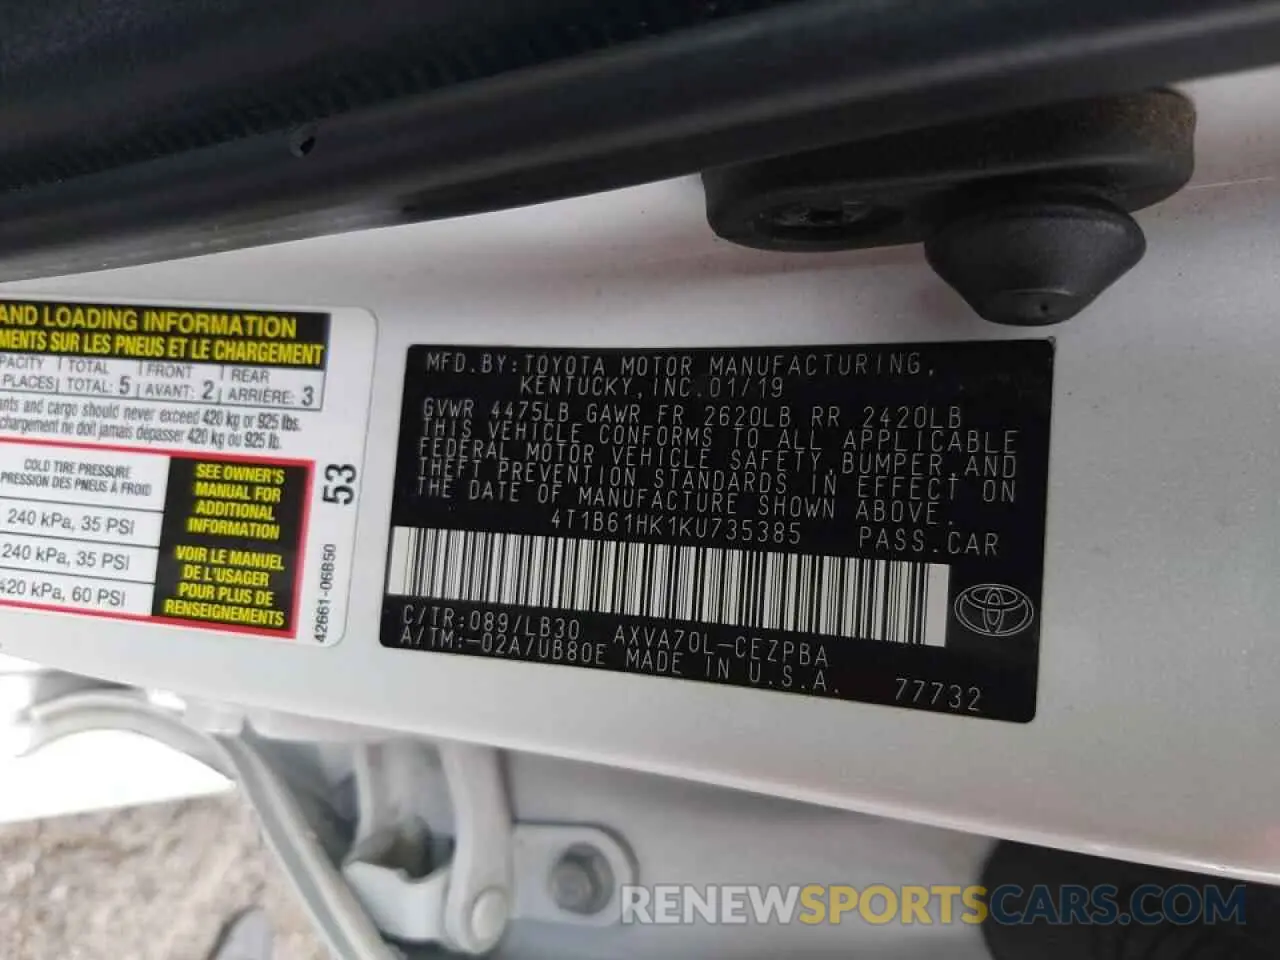 AND LOADING INFORMATION
MENTS SUR LES PNEUS ET LE CHARGEMENT
PACITY TOTAL FRONT REAR
PLACES TOTAL: 5 AVANT: 2 ARRIÈRE: 3
ants and cargo should never exceed 420 kg or 925 lbs.
chargement ne doit jamais dépasser 420 kg ou 925 lb.
COLD TIRE PRESSURE
PRESSION DES PNEUS À FROID
240 kPa, 35 PSI
240 kPa, 35 PSI
420 kPa, 60 PSI
SEE OWNER'S
MANUAL FOR
ADDITIONAL
INFORMATION
VOIR LE MANUEL
DE L'USAGER
POUR PLUS DE
RENSEIGNEMENTS
53
42661-06B50
MFD. BY: TOYOTA MOTOR MANUFACTURING,
KENTUCKY, INC. 01/19
GVWR 4475LB GAWR FR 2620LB RR 2420LB
THIS VEHICLE CONFORMS TO ALL APPLICABLE
FEDERAL MOTOR VEHICLE SAFETY, BUMPER, AND
THEFT PREVENTION STANDARDS IN EFFECT ON
THE DATE OF MANUFACTURE SHOWN ABOVE.
4T1B61HK1KU735385 PASS. CAR
C/TR: 089/LB30 AXVA70L-CEZPBA
A/TM: -02A/UB80E MADE IN U.S.A. 77732
RENEWSPORTSCARS.COM